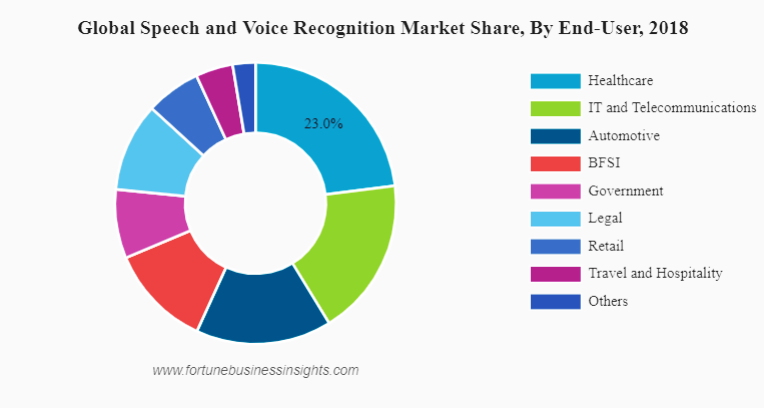 Global Speech and Voice Recognition Market Share, By End-User, 2018
23.0%
Healthcare
IT and Telecommunications
Automotive
BFSI
Government
Legal
Retail
Travel and Hospitality
Others
www.fortunebusinessinsights.com